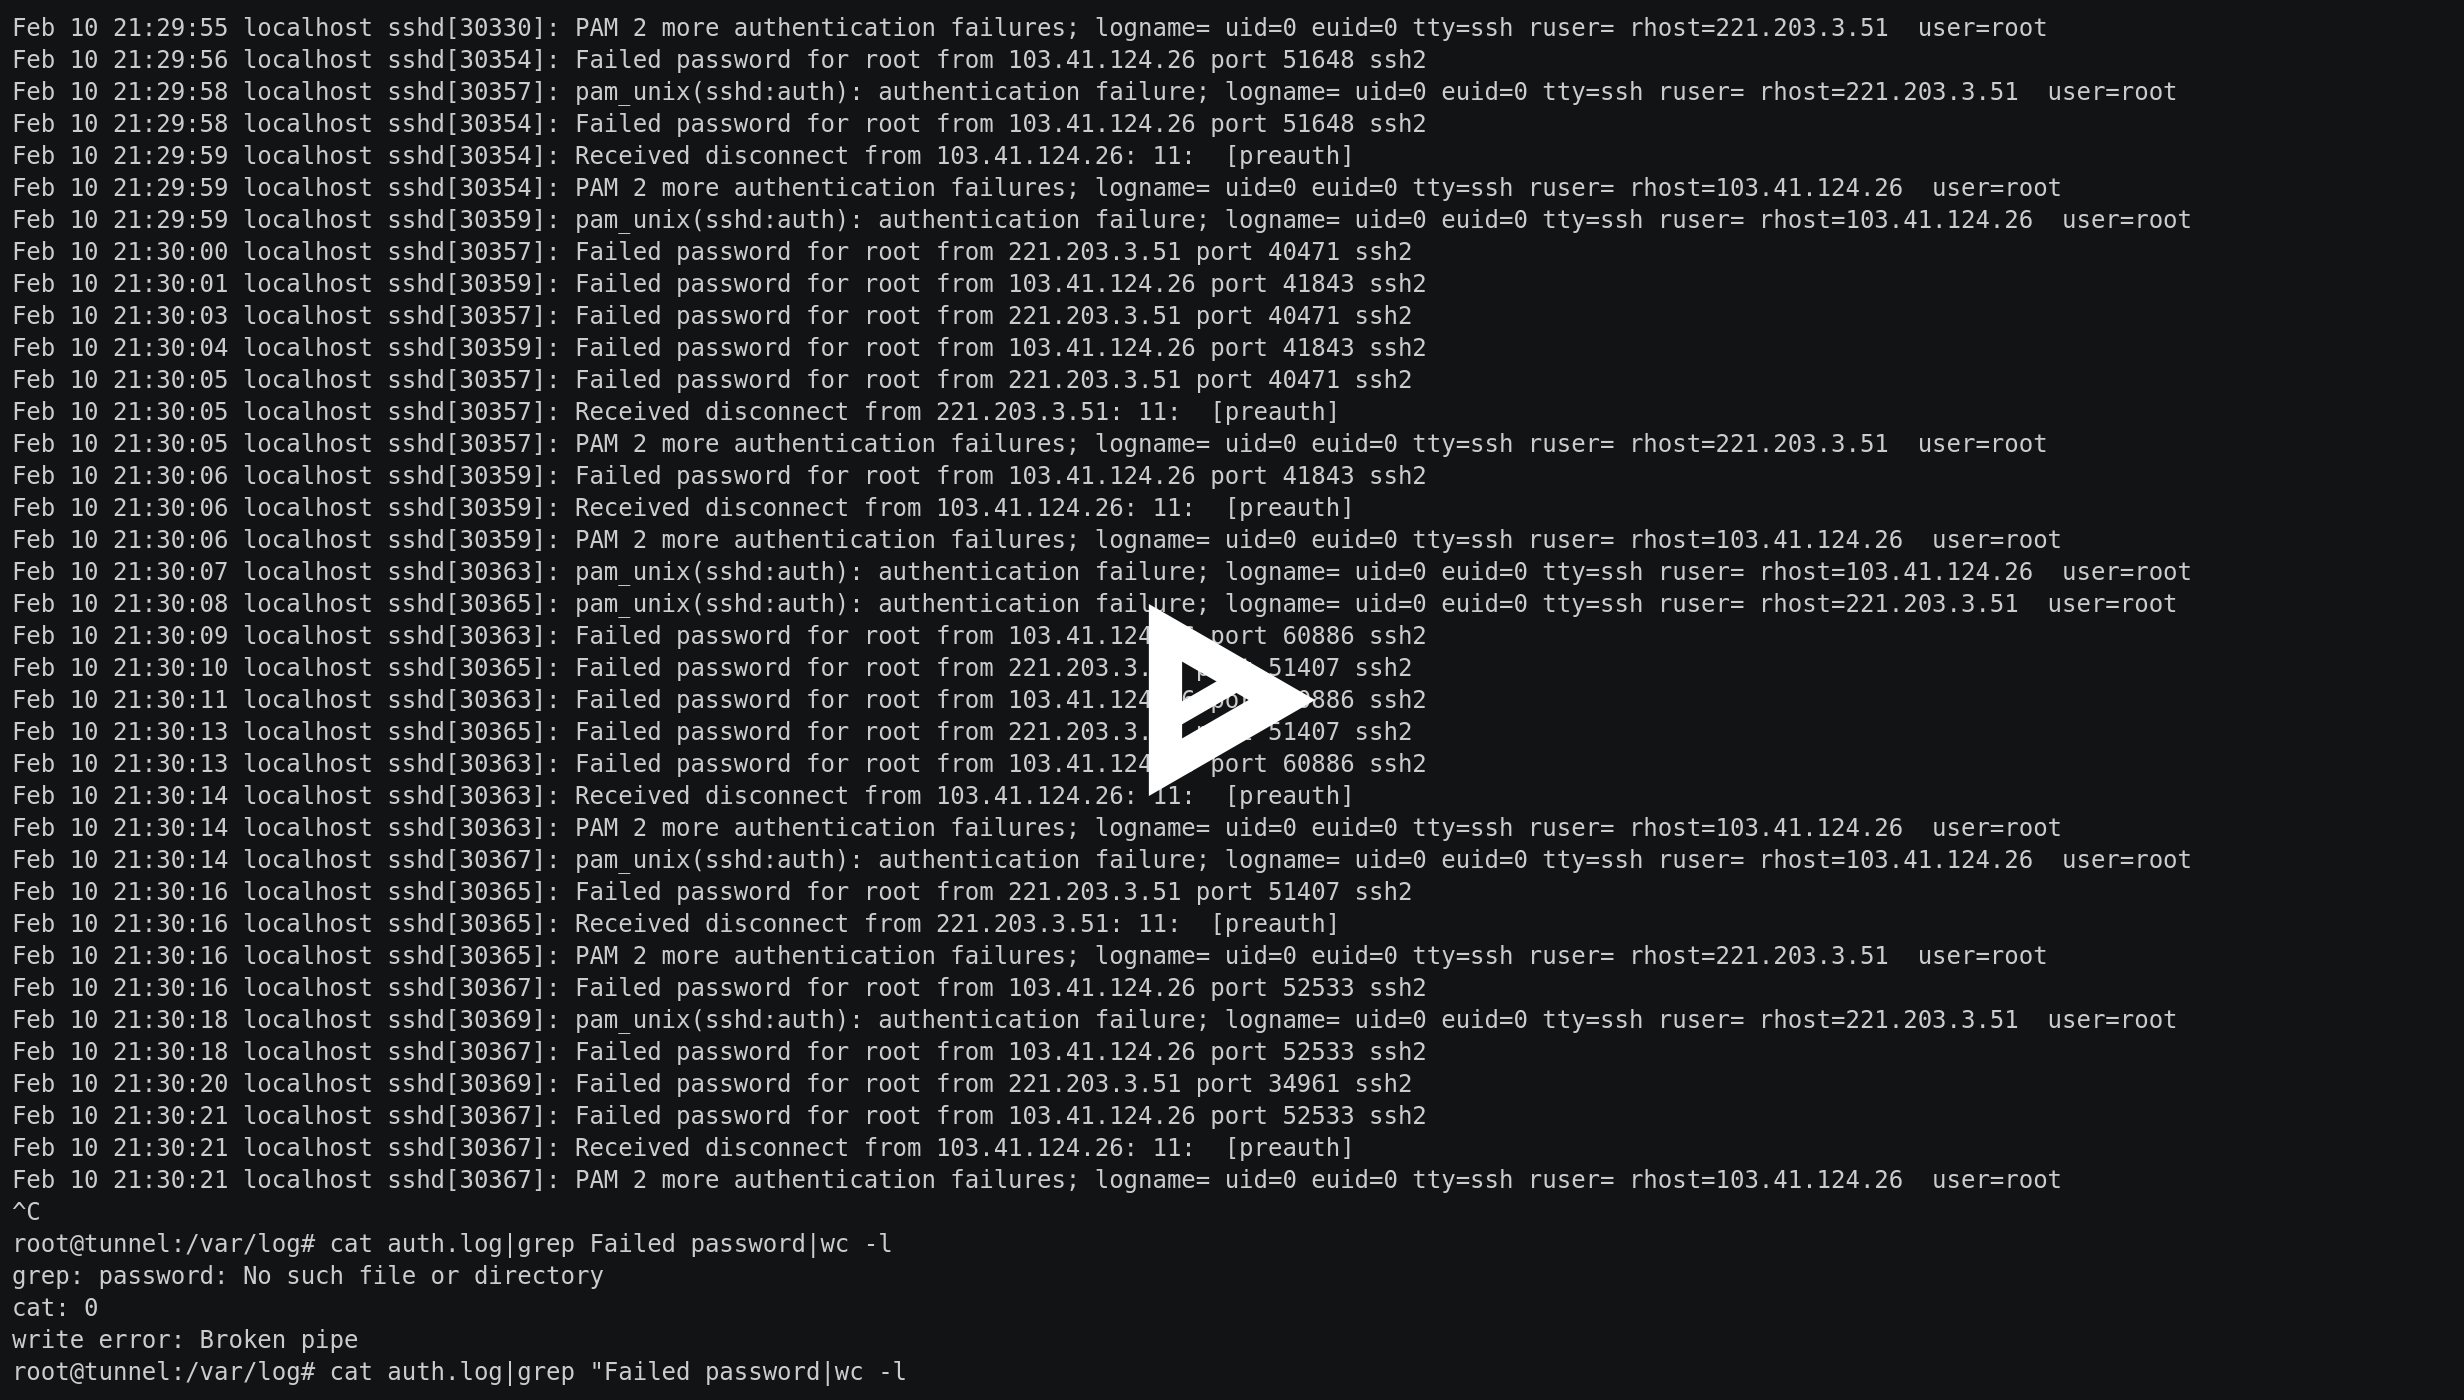 Feb 10 21:29:55 localhost sshd[30330]: PAM 2 more authentication failures; logname= uid=0 euid=0 tty=ssh ruser= rhost=221.203.3.51  user=root
Feb 10 21:29:56 localhost sshd[30354]: Failed password for root from 103.41.124.26 port 51648 ssh2
Feb 10 21:29:58 localhost sshd[30357]: pam_unix(sshd:auth): authentication failure; logname= uid=0 euid=0 tty=ssh ruser= rhost=221.203.3.51  user=root
Feb 10 21:29:58 localhost sshd[30354]: Failed password for root from 103.41.124.26 port 51648 ssh2
Feb 10 21:29:59 localhost sshd[30354]: Received disconnect from 103.41.124.26: 11:  [preauth]
Feb 10 21:29:59 localhost sshd[30354]: PAM 2 more authentication failures; logname= uid=0 euid=0 tty=ssh ruser= rhost=103.41.124.26  user=root
Feb 10 21:29:59 localhost sshd[30359]: pam_unix(sshd:auth): authentication failure; logname= uid=0 euid=0 tty=ssh ruser= rhost=103.41.124.26  user=root
Feb 10 21:30:00 localhost sshd[30357]: Failed password for root from 221.203.3.51 port 40471 ssh2
Feb 10 21:30:01 localhost sshd[30359]: Failed password for root from 103.41.124.26 port 41843 ssh2
Feb 10 21:30:03 localhost sshd[30357]: Failed password for root from 221.203.3.51 port 40471 ssh2
Feb 10 21:30:04 localhost sshd[30359]: Failed password for root from 103.41.124.26 port 41843 ssh2
Feb 10 21:30:05 localhost sshd[30357]: Failed password for root from 221.203.3.51 port 40471 ssh2
Feb 10 21:30:05 localhost sshd[30357]: Received disconnect from 221.203.3.51: 11:  [preauth]
Feb 10 21:30:05 localhost sshd[30357]: PAM 2 more authentication failures; logname= uid=0 euid=0 tty=ssh ruser= rhost=221.203.3.51  user=root
Feb 10 21:30:06 localhost sshd[30359]: Failed password for root from 103.41.124.26 port 41843 ssh2
Feb 10 21:30:06 localhost sshd[30359]: Received disconnect from 103.41.124.26: 11:  [preauth]
Feb 10 21:30:06 localhost sshd[30359]: PAM 2 more authentication failures; logname= uid=0 euid=0 tty=ssh ruser= rhost=103.41.124.26  user=root
Feb 10 21:30:07 localhost sshd[30363]: pam_unix(sshd:auth): authentication failure; logname= uid=0 euid=0 tty=ssh ruser= rhost=103.41.124.26  user=root
Feb 10 21:30:08 localhost sshd[30365]: pam_unix(sshd:auth): authentication failure; logname= uid=0 euid=0 tty=ssh ruser= rhost=221.203.3.51  user=root
Feb 10 21:30:09 localhost sshd[30363]: Failed password for root from port 60886 ssh2
Feb 10 21:30:10 localhost sshd[30365]: Failed password for root from 51407 ssh2
Feb 10 21:30:11 localhost sshd[30363]: Failed password for root from ssh2
Feb 10 21:30:13 localhost sshd[30365]: Failed password for root from 51407 ssh2
Feb 10 21:30:13 localhost sshd[30363]: Failed password for root from port 60886 ssh2
Feb 10 21:30:14 localhost sshd[30363]: Received disconnect from 103.41.124.26: 11:  [preauth]
Feb 10 21:30:14 localhost sshd[30363]: PAM 2 more authentication failures; logname= uid=0 euid=0 tty=ssh ruser= rhost=103.41.124.26  user=root
Feb 10 21:30:14 localhost sshd[30367]: pam_unix(sshd:auth): authentication failure; logname= uid=0 euid=0 tty=ssh ruser= rhost=103.41.124.26  user=root
Feb 10 21:30:16 localhost sshd[30365]: Failed password for root from 221.203.3.51 port 51407 ssh2
Feb 10 21:30:16 localhost sshd[30365]: Received disconnect from 221.203.3.51: 11:  [preauth]
Feb 10 21:30:16 localhost sshd[30365]: PAM 2 more authentication failures; logname= uid=0 euid=0 tty=ssh ruser= rhost=221.203.3.51  user=root
Feb 10 21:30:16 localhost sshd[30367]: Failed password for root from 103.41.124.26 port 52533 ssh2
Feb 10 21:30:18 localhost sshd[30369]: pam_unix(sshd:auth): authentication failure; logname= uid=0 euid=0 tty=ssh ruser= rhost=221.203.3.51  user=root
Feb 10 21:30:18 localhost sshd[30367]: Failed password for root from 103.41.124.26 port 52533 ssh2
Feb 10 21:30:20 localhost sshd[30369]: Failed password for root from 221.203.3.51 port 34961 ssh2
Feb 10 21:30:21 localhost sshd[30367]: Failed password for root from 103.41.124.26 port 52533 ssh2
Feb 10 21:30:21 localhost sshd[30367]: Received disconnect from 103.41.124.26: 11:  [preauth]
Feb 10 21:30:21 localhost sshd[30367]: PAM 2 more authentication failures; logname= uid=0 euid=0 tty=ssh ruser= rhost=103.41.124.26  user=root
^C
root@tunnel:/var/log# cat auth.log|grep Failed password|wc -l
grep: password: No such file or directory
cat: 0
write error: Broken pipe
root@tunnel:/var/log# cat auth.log|grep "Failed password|wc -l